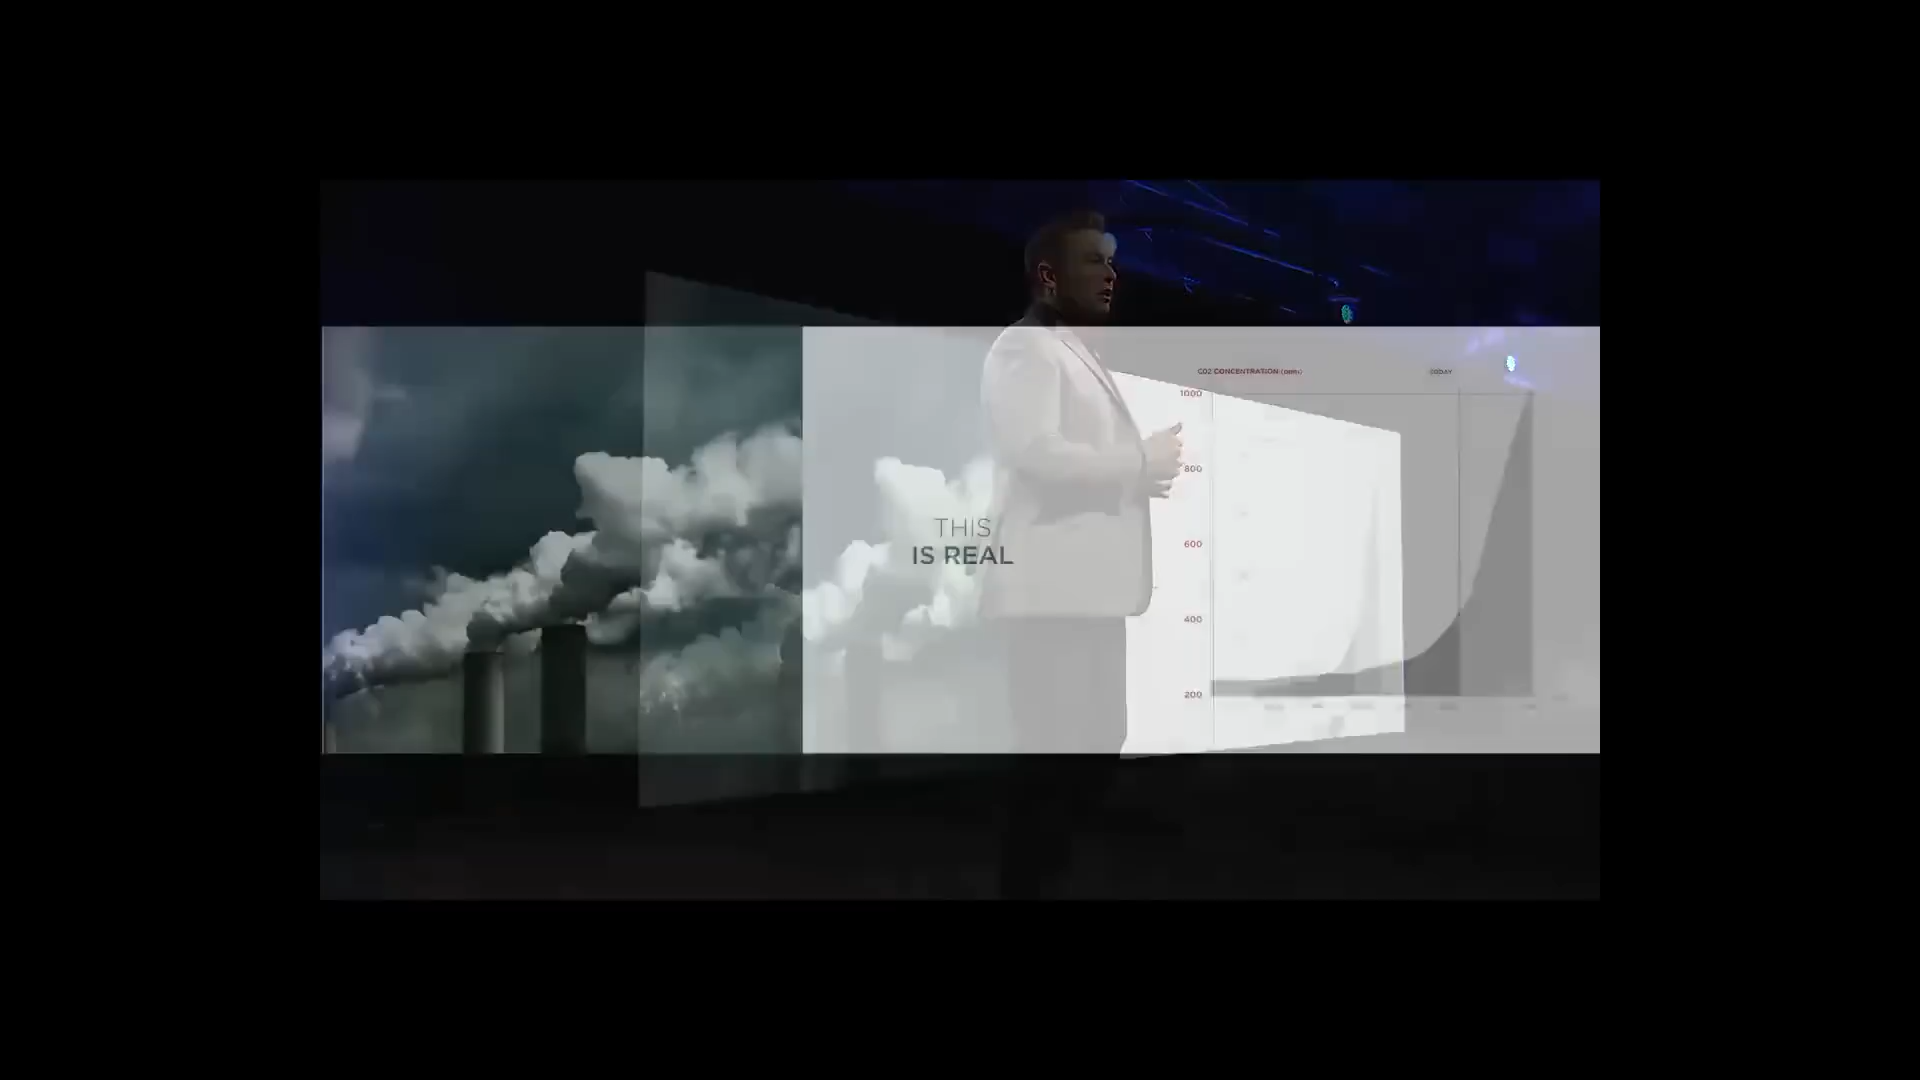 CO2 CONCENTRATION (PPM)
TODAY
1000
800
THIS
IS REAL
600
400
200